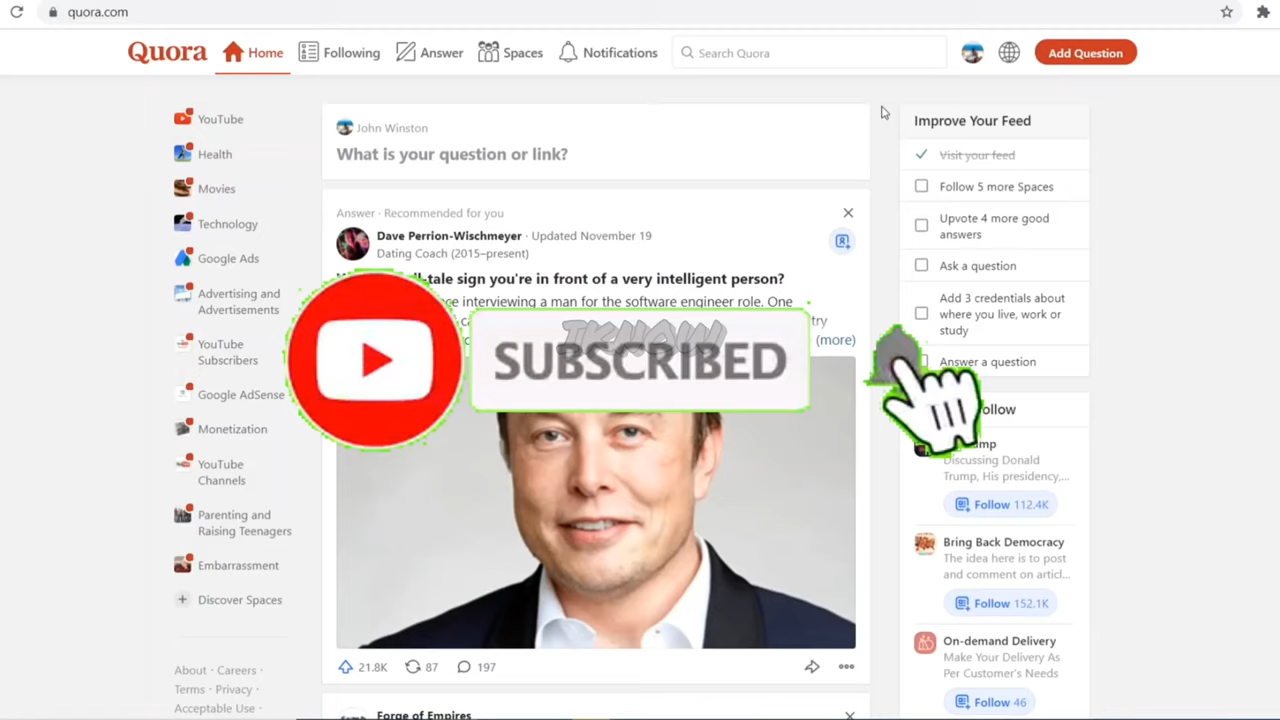 quora.com
Quora
Home
Following
Answer
Spaces
Notifications
Search Quora
Add Question
YouTube
Health
Movies
Technology
Google Ads
Advertising and
Advertisements
YouTube
Subscribers
Google AdSense
Monetization
YouTube
Channels
Parenting and
Raising Teenagers
Embarrassment
+ Discover Spaces
About · Careers ·
Terms · Privacy ·
Acceptable Use ·
John Winston
What is your question or link?
Answer · Recommended for you
Dave Perrion-Wischmeyer · Updated November 19
Dating Coach (2015–present)
sign you're in front of a very intelligent person?
interviewing a man for the software engineer role. One
(more)
SUBSCRIBED
21.8K
87
197
Forge of Empires
Improve Your Feed
Visit your feed
Follow 5 more Spaces
Upvote 4 more good
answers
Ask a question
Add 3 credentials about
where you live, work or
study
Answer a question
Discussing Donald
Trump, His presidency,...
Follow 112.4K
Bring Back Democracy
The idea here is to post
and comment on articl...
Follow 152.1K
On-demand Delivery
Make Your Delivery As
Per Customer's Needs
Follow 46